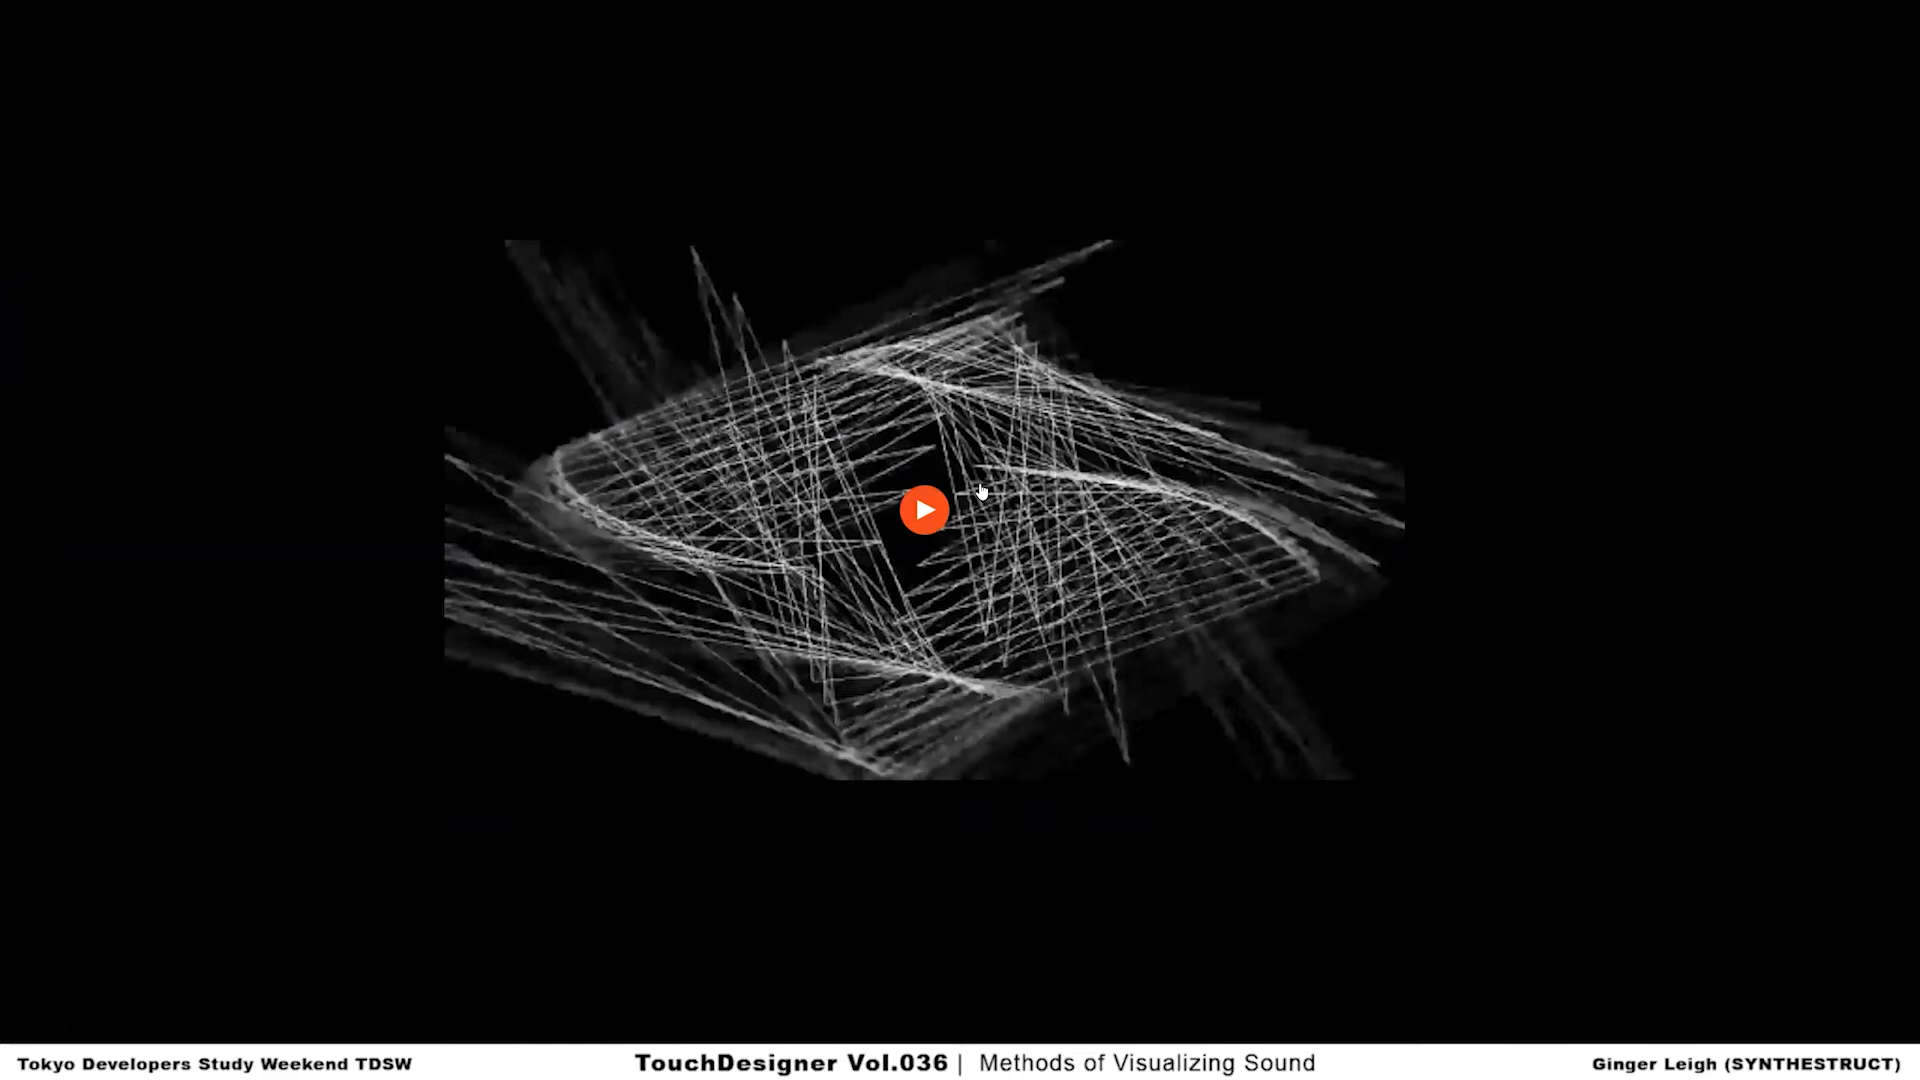 Tokyo Developers Study Weekend TDSW
TouchDesigner Vol.036 | Methods of Visualizing Sound
Ginger Leigh (SYNTHESTRUCT)